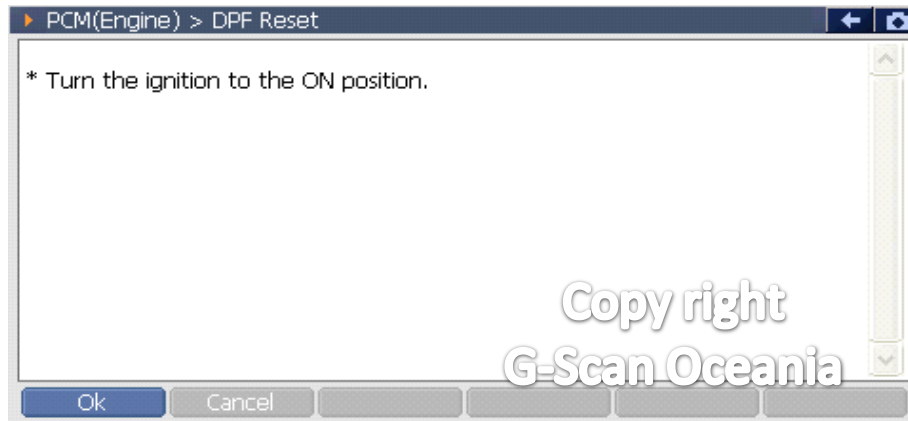 PCM(Engine) > DPF Reset
* Turn the ignition to the ON position.
Copy right
G-Scan Oceania
Ok Cancel